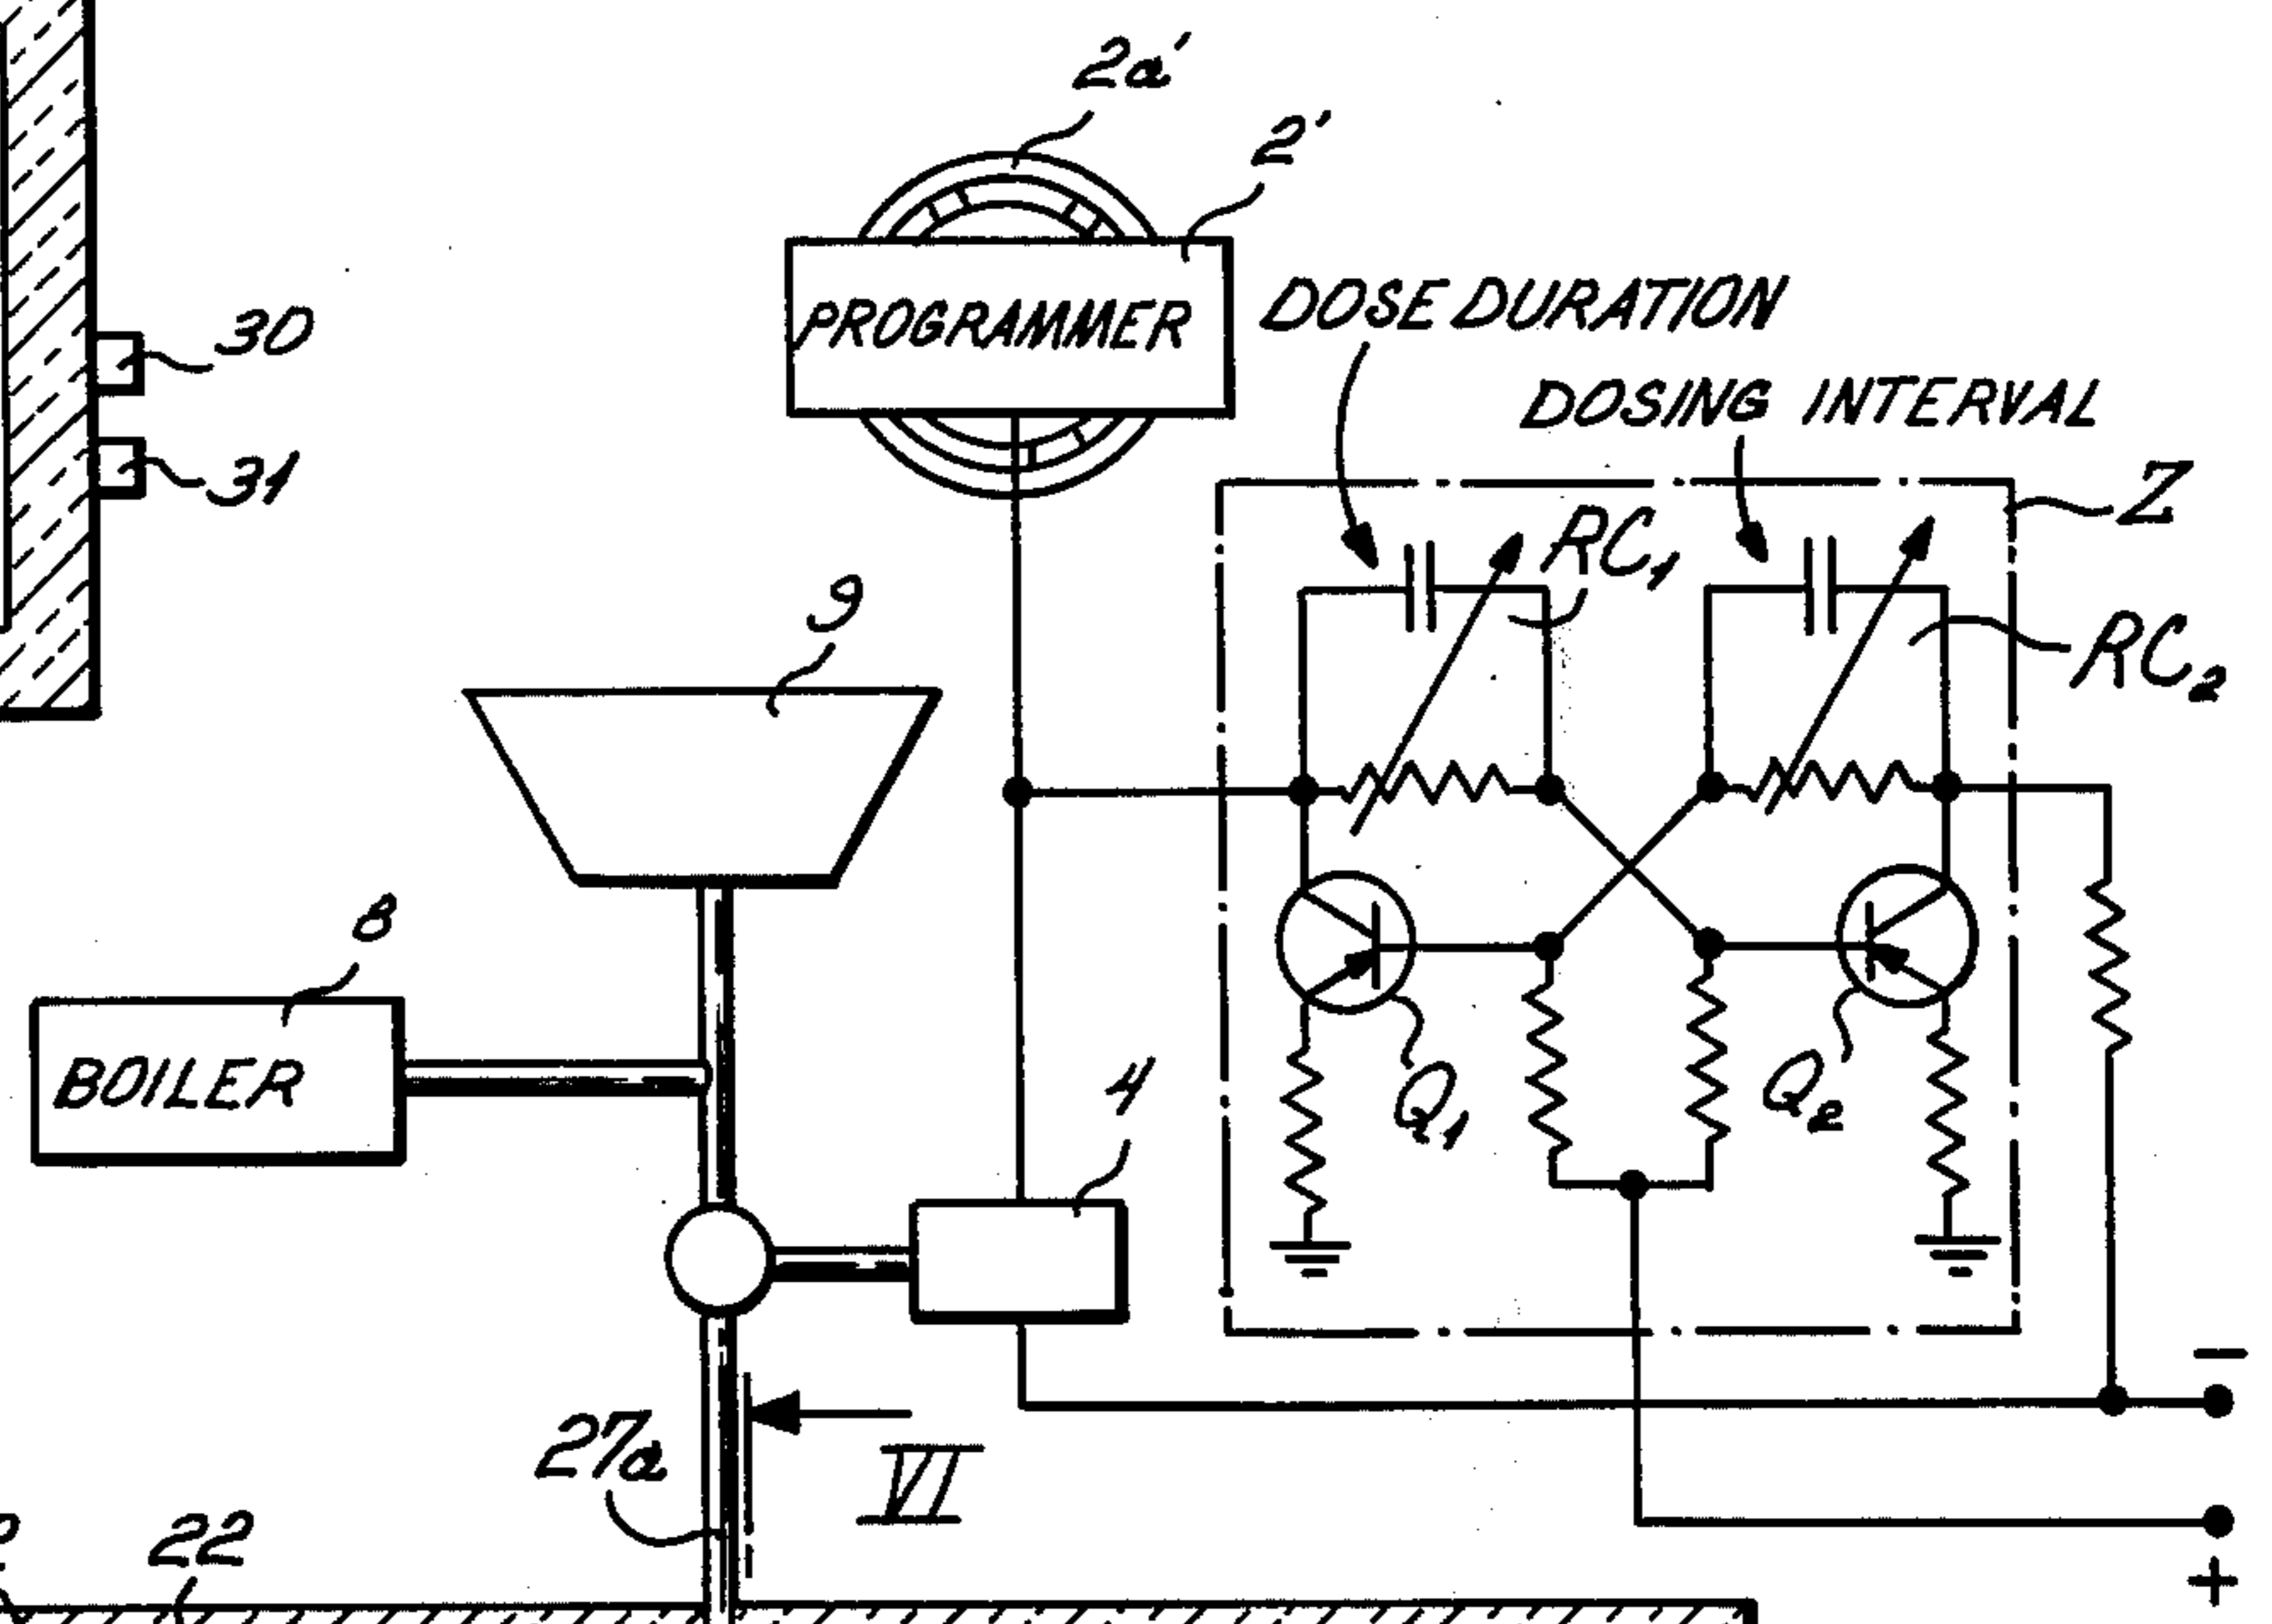 2a'
2'
PROGRAMMER
DOSE DURATION
DOSING INTERVAL
30
31
Z
RC1
RC2
9
8
BOILER
4
Q1
Q2
−
27a
VI
22
+